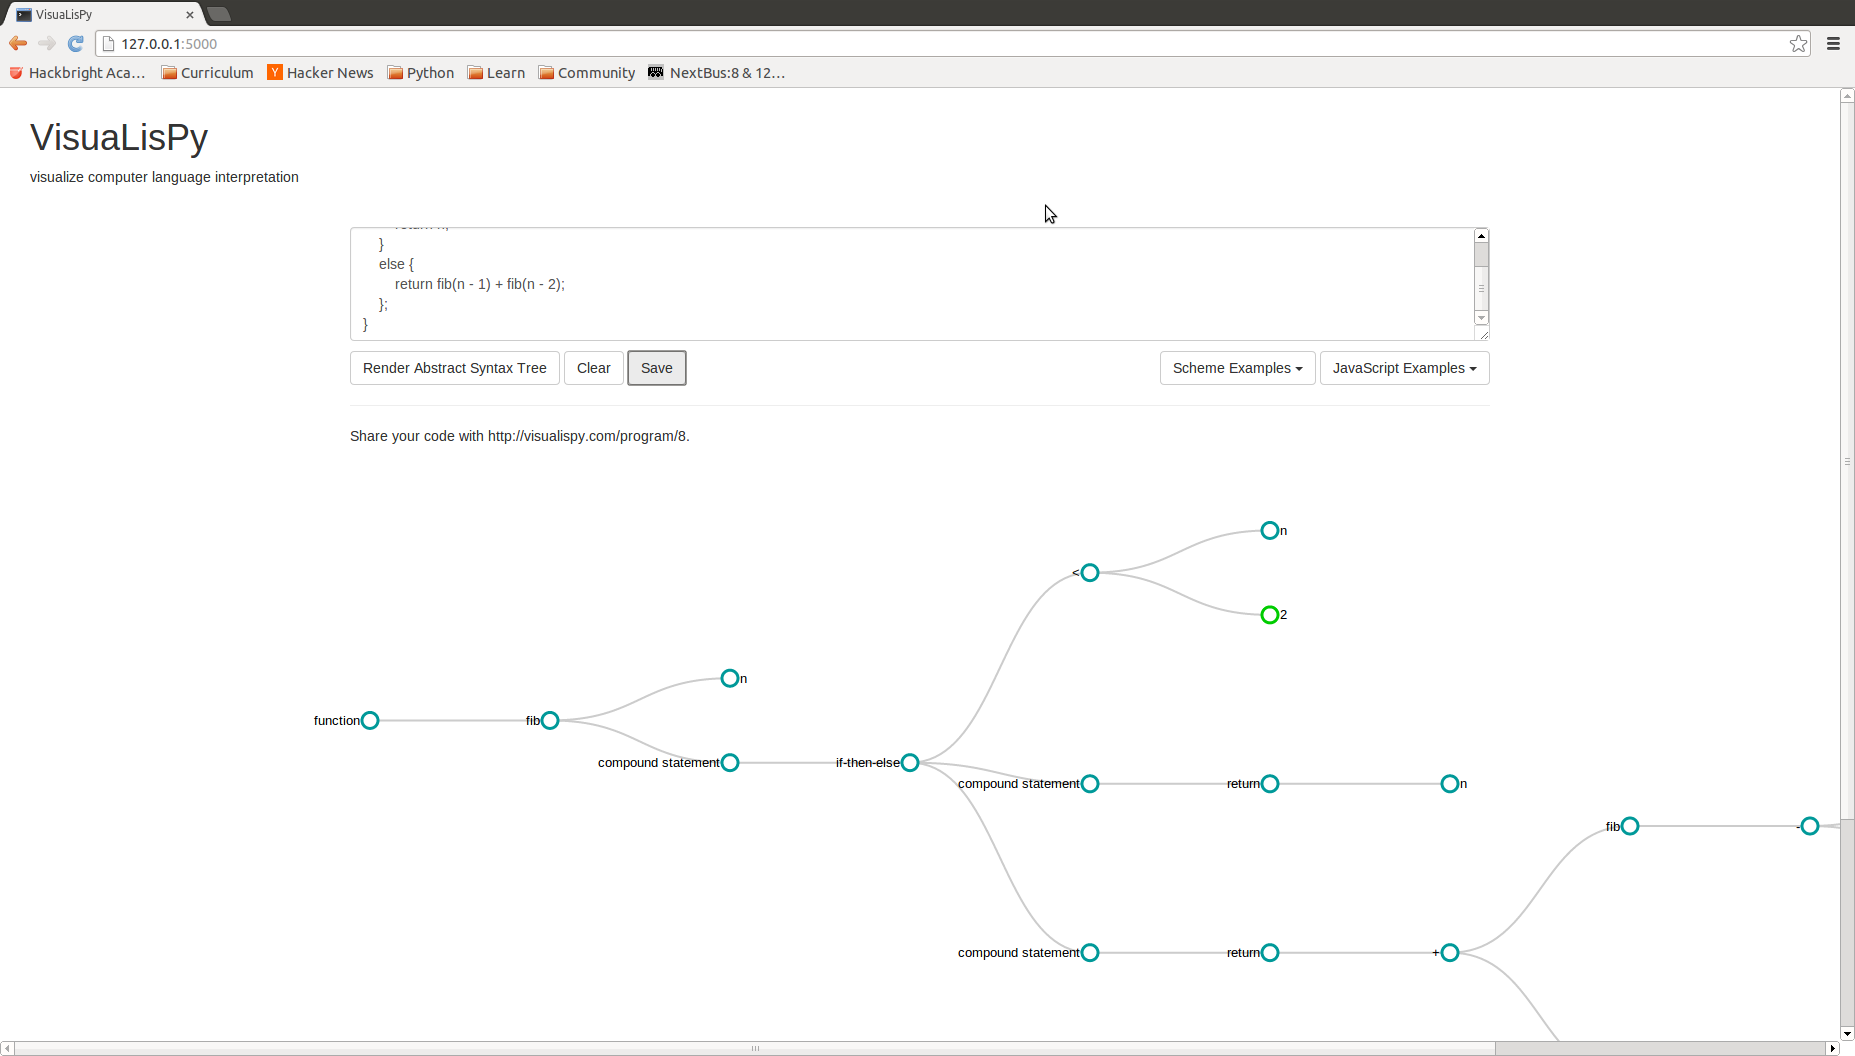 VisuaLisPy
127.0.0.1:5000
Hackbright Aca... Curriculum Hacker News Python Learn Community NextBus:8 & 12...
VisuaLisPy
visualize computer language interpretation
}
else {
return fib(n - 1) + fib(n - 2);
};
}
Render Abstract Syntax Tree Clear Save Scheme Examples JavaScript Examples
Share your code with http://visualispy.com/program/8.
n
<
2
n
function fib
compound statement if-then-else
compound statement return n
fib -
compound statement return +